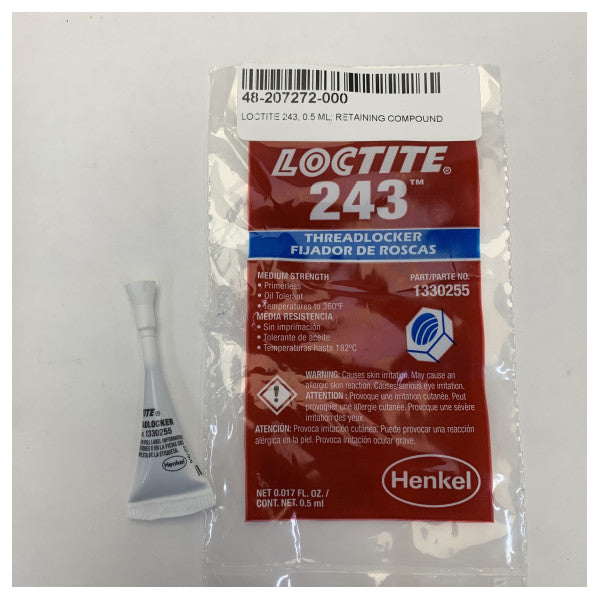 48-207272-000
LOCTITE 243, 0.5 ML; RETAINING COMPOUND
LOCTITE®
243™
THREADLOCKER
FIJADOR DE ROSCAS
MEDIUM STRENGTH
• Primerless
• Oil Tolerant
• Temperatures to 360°F
MEDIA RESISTENCIA
• Sin imprimación
• Tolerante de aceite
• Temperaturas hasta 182°C
PART/PARTE NO.
1330255
WARNING: Causes skin irritation. May cause an
allergic skin reaction. Causes serious eye irritation.
ATTENTION : Provoque une irritation cutanée. Peut
provoquer une allergie cutanée. Provoque une sévère
irritation des yeux.
ATENCIÓN: Provoca irritación cutánea. Puede provocar una reacción
alérgica en la piel. Provoca irritación ocular grave.
Henkel
NET 0.017 FL. OZ. /
CONT. NET. 0.5 ml
LOCTITE®
ADLOCKER
1330255
Henkel